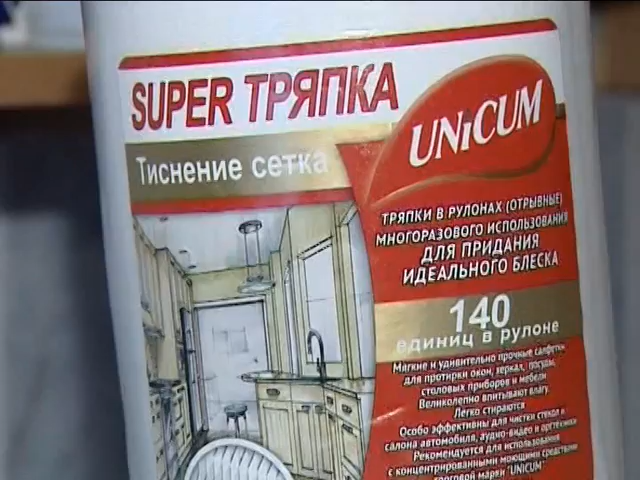 SUPER ТРЯПКА
UNiCUM
Тиснение сетка
ТРЯПКИ В РУЛОНАХ (ОТРЫВНЫЕ)
МНОГОРАЗОВОГО ИСПОЛЬЗОВАНИЯ
ДЛЯ ПРИДАНИЯ
ИДЕАЛЬНОГО БЛЕСКА
140
единиц в рулоне
Мягкие и удивительно прочные салфетки
для протирки окон, зеркал, посуды,
столовых приборов и мебели
Великолепно впитывают влагу.
Легко стираются
Особо эффективны для чистки стекол и
салона автомобиля, аудио-видео и оргтехники
Рекомендуется для использования
с концентрированными моющими средствами
торговой марки "UNICUM"